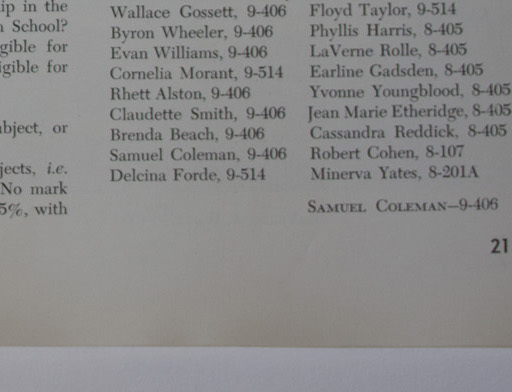 ip in the
School?
gible for
igible for
bject, or
jects, i.e.
No mark
5%, with
Wallace Gossett, 9-406
Byron Wheeler, 9-406
Evan Williams, 9-406
Cornelia Morant, 9-514
Rhett Alston, 9-406
Claudette Smith, 9-406
Brenda Beach, 9-406
Samuel Coleman, 9-406
Delcina Forde, 9-514
Floyd Taylor, 9-514
Phyllis Harris, 8-405
LaVerne Rolle, 8-405
Earline Gadsden, 8-405
Yvonne Youngblood, 8-405
Jean Marie Etheridge, 8-405
Cassandra Reddick, 8-405
Robert Cohen, 8-107
Minerva Yates, 8-201A
SAMUEL COLEMAN—9-406
21